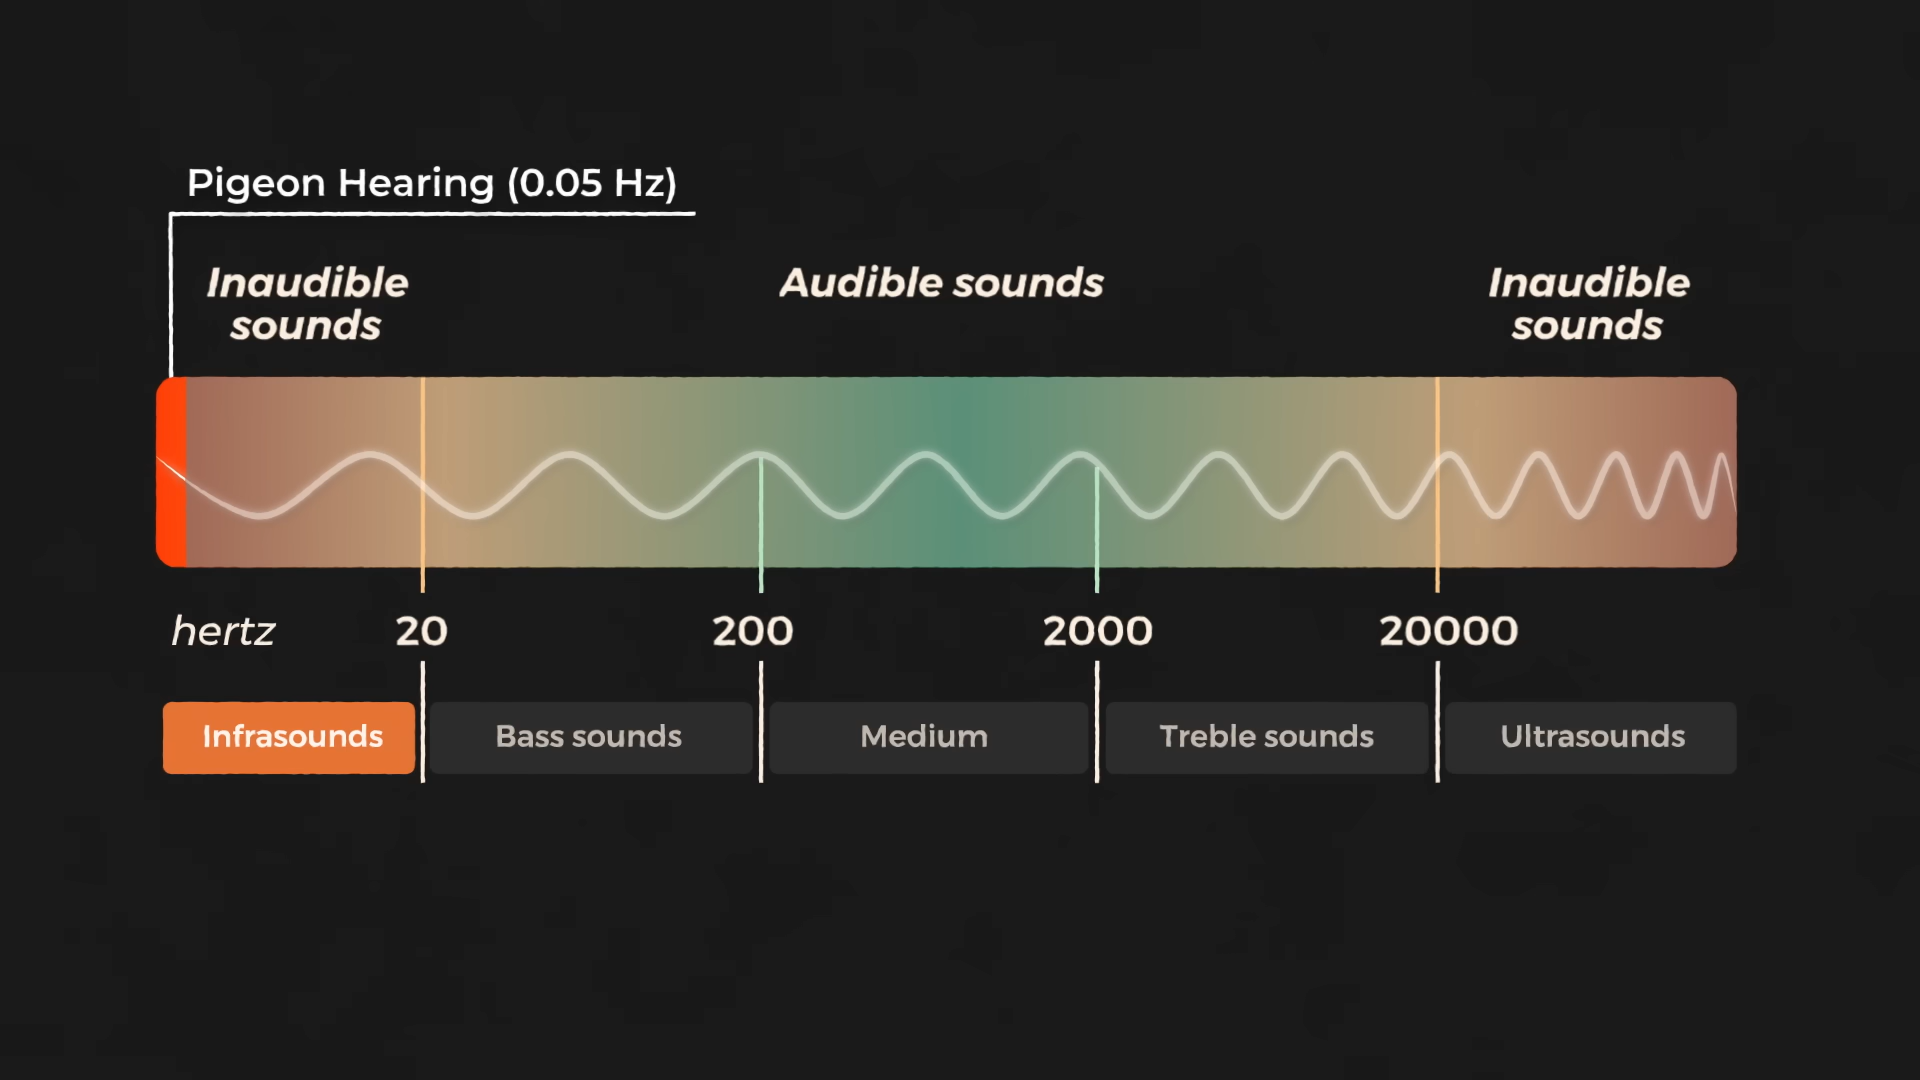 Pigeon Hearing (0.05 Hz)
Inaudible
sounds
Audible sounds
Inaudible
sounds
hertz 20 200 2000 20000
Infrasounds Bass sounds Medium Treble sounds Ultrasounds